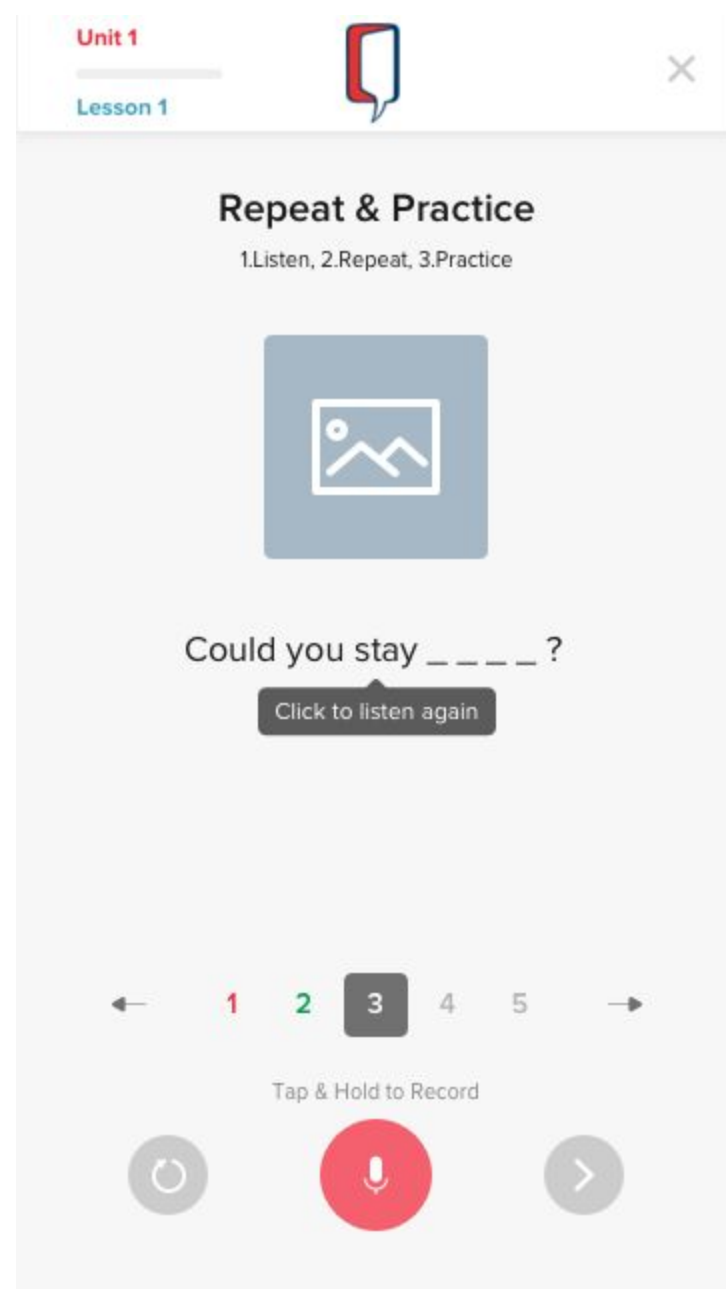 Unit 1
Lesson 1
Repeat & Practice
1.Listen, 2.Repeat, 3.Practice
Could you stay _ _ _ _ ?
Click to listen again
1 2 3 4 5
Tap & Hold to Record